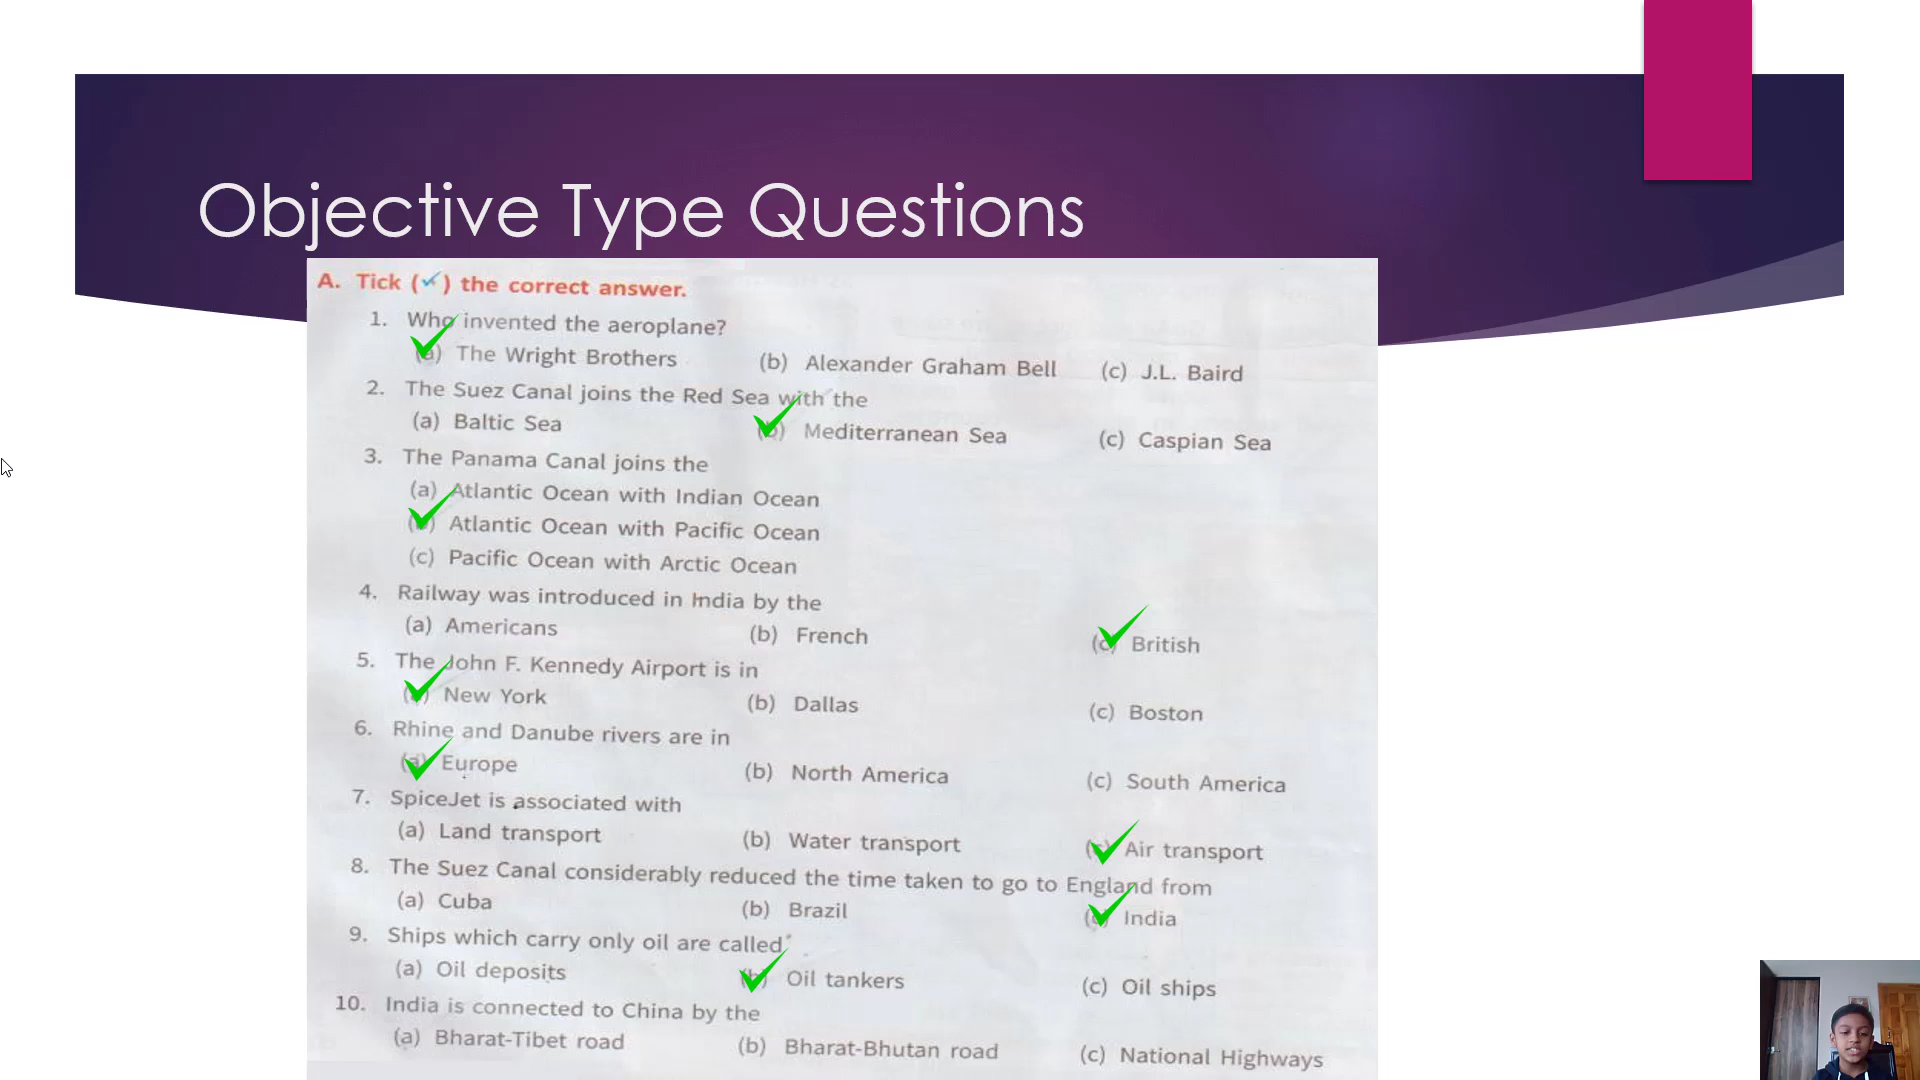 Objective Type Questions
A. Tick (✓) the correct answer.
1. Who invented the aeroplane?
(a) The Wright Brothers (b) Alexander Graham Bell (c) J.L. Baird
2. The Suez Canal joins the Red Sea with the
(a) Baltic Sea (b) Mediterranean Sea (c) Caspian Sea
3. The Panama Canal joins the
(a) Atlantic Ocean with Indian Ocean
(b) Atlantic Ocean with Pacific Ocean
(c) Pacific Ocean with Arctic Ocean
4. Railway was introduced in India by the
(a) Americans (b) French (c) British
5. The John F. Kennedy Airport is in
(a) New York (b) Dallas (c) Boston
6. Rhine and Danube rivers are in
(a) Europe (b) North America (c) South America
7. SpiceJet is associated with
(a) Land transport (b) Water transport (c) Air transport
8. The Suez Canal considerably reduced the time taken to go to England from
(a) Cuba (b) Brazil (c) India
9. Ships which carry only oil are called
(a) Oil deposits (b) Oil tankers (c) Oil ships
10. India is connected to China by the
(a) Bharat-Tibet road (b) Bharat-Bhutan road (c) National Highways